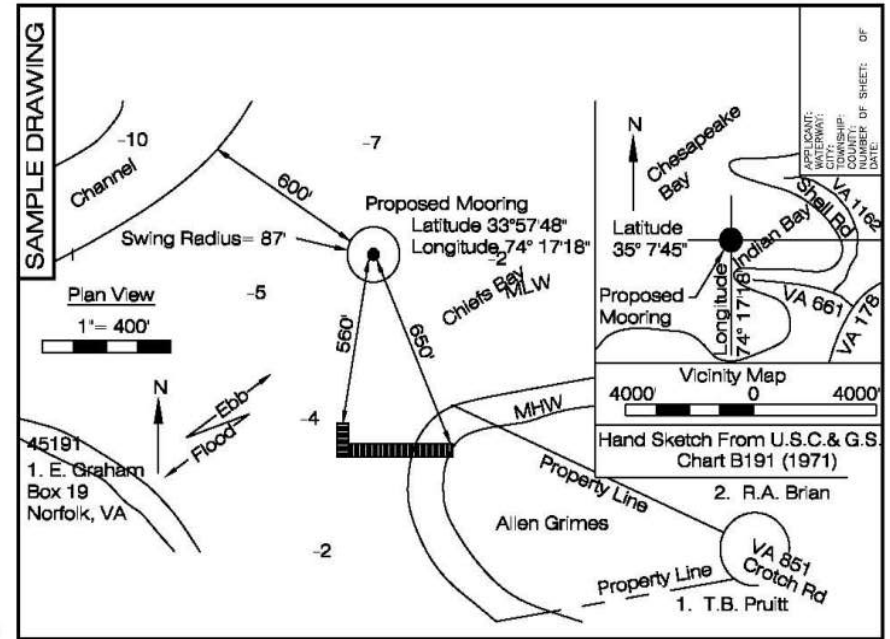 SAMPLE DRAWING
-10
Channel
-7
600'
Proposed Mooring
Latitude 33°57'48"
Longitude 74° 17'18"
Swing Radius= 87'
-2
Chiefs Bay
MLW
Plan View
1"= 400'
-5
560'
650'
N
Ebb
Flood
-4
MHW
45191
1. E. Graham
Box 19
Norfolk, VA
-2
Property Line
Allen Grimes
Property Line
VA 851
Crotch Rd
1. T.B. Pruitt
2. R.A. Brian
N
Chesapeake
Bay
Latitude
35° 7'45"
Indian Bay
Shell Rd
VA 1162
Proposed
Mooring
Longitude
74° 17'18"
VA 661
VA 178
Vicinity Map
4000' 0 4000'
Hand Sketch From U.S.C.& G.S.
Chart B191 (1971)
APPLICANT:
WATERWAY:
CITY:
TOWNSHIP:
COUNTY:
NUMBER OF SHEET: OF
DATE: